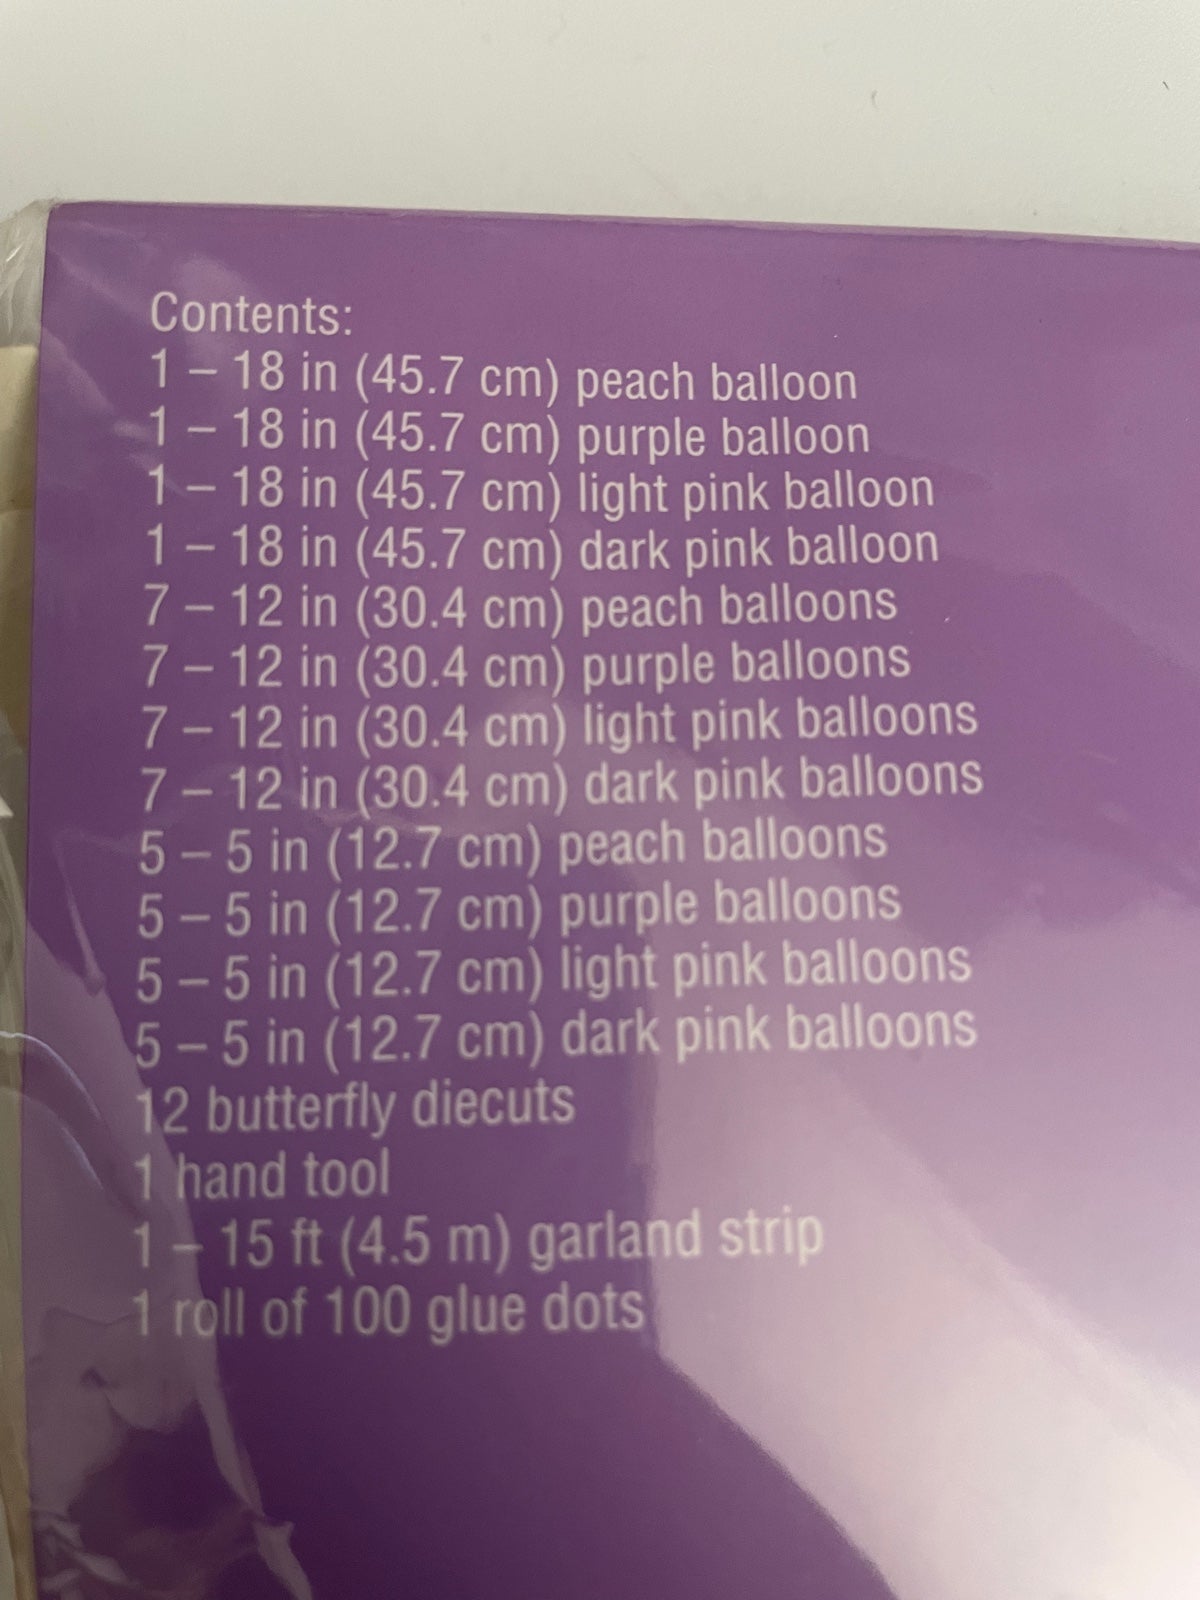 Contents:
1 – 18 in (45.7 cm) peach balloon
1 – 18 in (45.7 cm) purple balloon
1 – 18 in (45.7 cm) light pink balloon
1 – 18 in (45.7 cm) dark pink balloon
7 – 12 in (30.4 cm) peach balloons
7 – 12 in (30.4 cm) purple balloons
7 – 12 in (30.4 cm) light pink balloons
7 – 12 in (30.4 cm) dark pink balloons
5 – 5 in (12.7 cm) peach balloons
5 – 5 in (12.7 cm) purple balloons
5 – 5 in (12.7 cm) light pink balloons
5 – 5 in (12.7 cm) dark pink balloons
12 butterfly diecuts
1 hand tool
1 – 15 ft (4.5 m) garland strip
1 roll of 100 glue dots